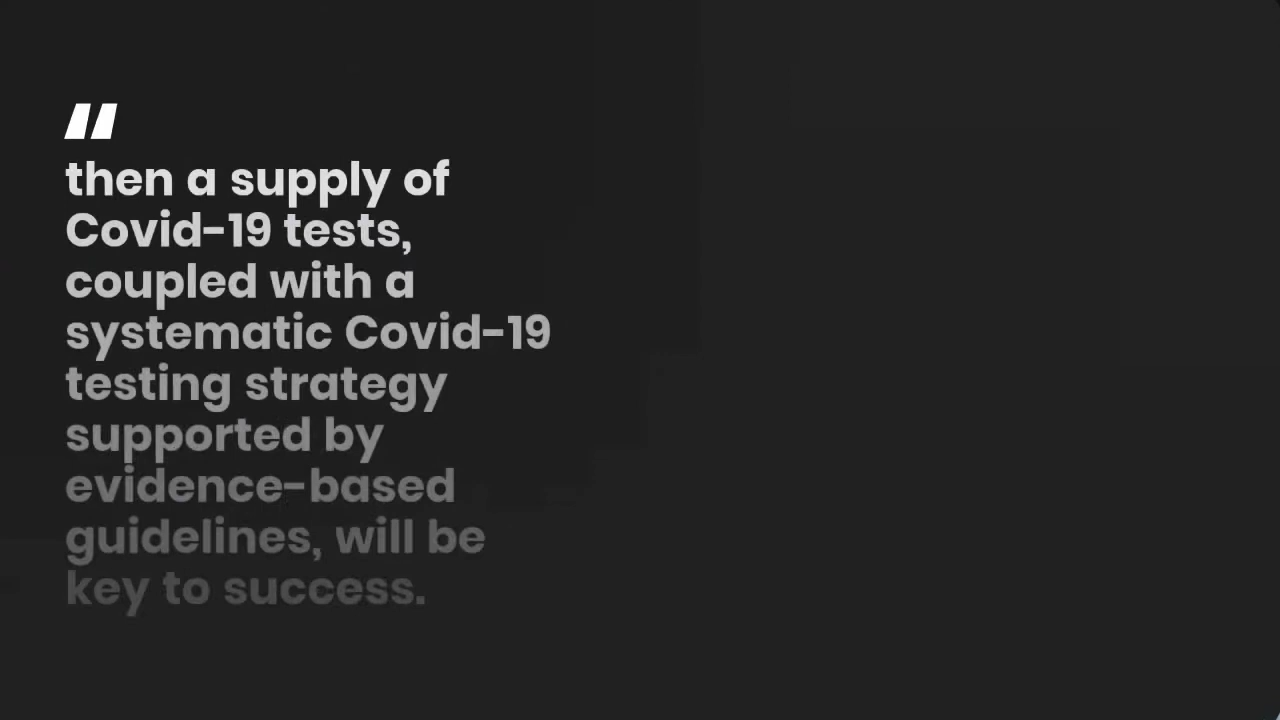 "
then a supply of
Covid-19 tests,
coupled with a
systematic Covid-19
testing strategy
supported by
evidence-based
guidelines, will be
key to success.